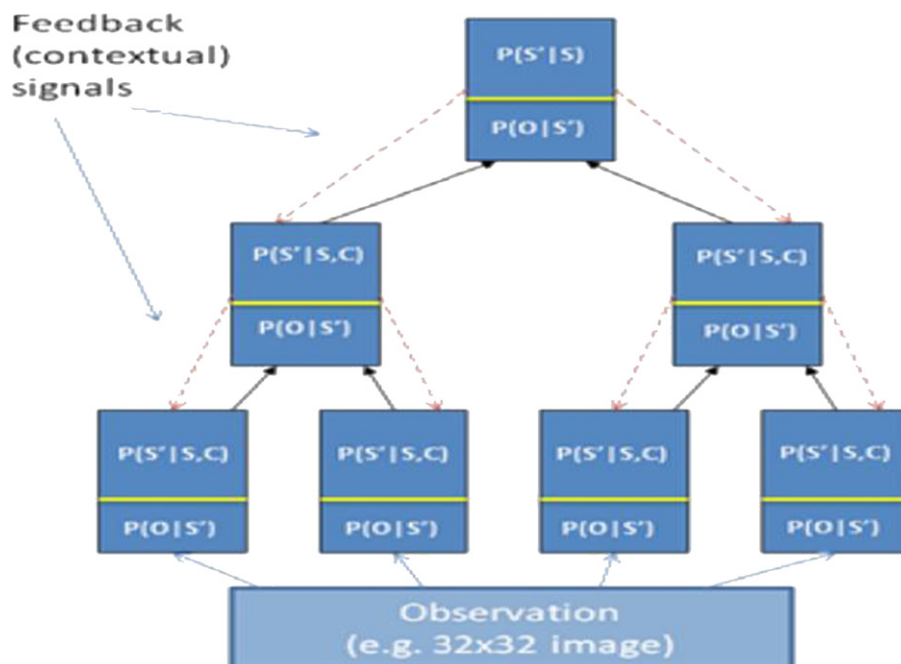 Feedback
(contextual)
signals
P(S'|S)
P(O|S')
P(S'|S,C)
P(O|S')
P(S'|S,C)
P(O|S')
P(S'|S,C)
P(O|S')
P(S'|S,C)
P(O|S')
P(S'|S,C)
P(O|S')
P(S'|S,C)
P(O|S')
Observation
(e.g. 32x32 image)